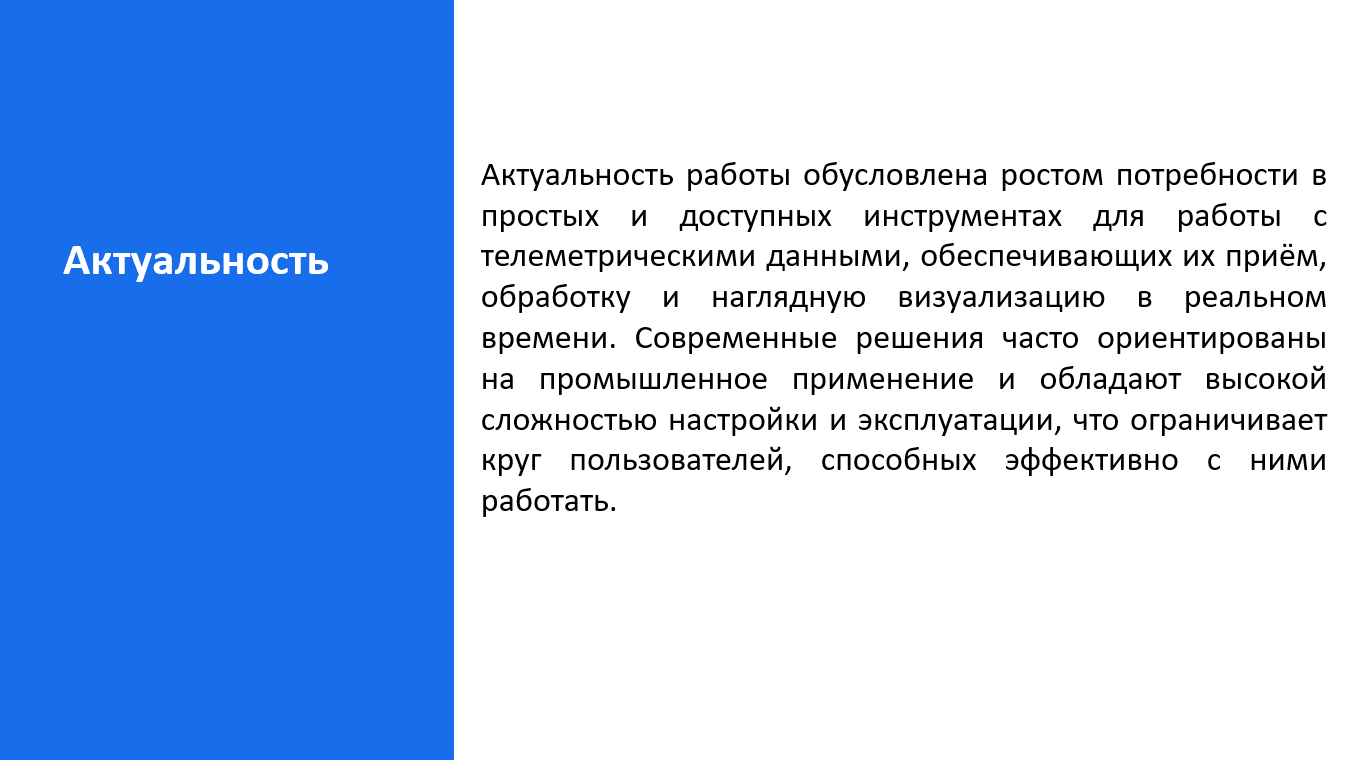 Актуальность
Актуальность работы обусловлена ростом потребности в
простых и доступных инструментах для работы с
телеметрическими данными, обеспечивающих их приём,
обработку и наглядную визуализацию в реальном
времени. Современные решения часто ориентированы
на промышленное применение и обладают высокой
сложностью настройки и эксплуатации, что ограничивает
круг пользователей, способных эффективно с ними
работать.